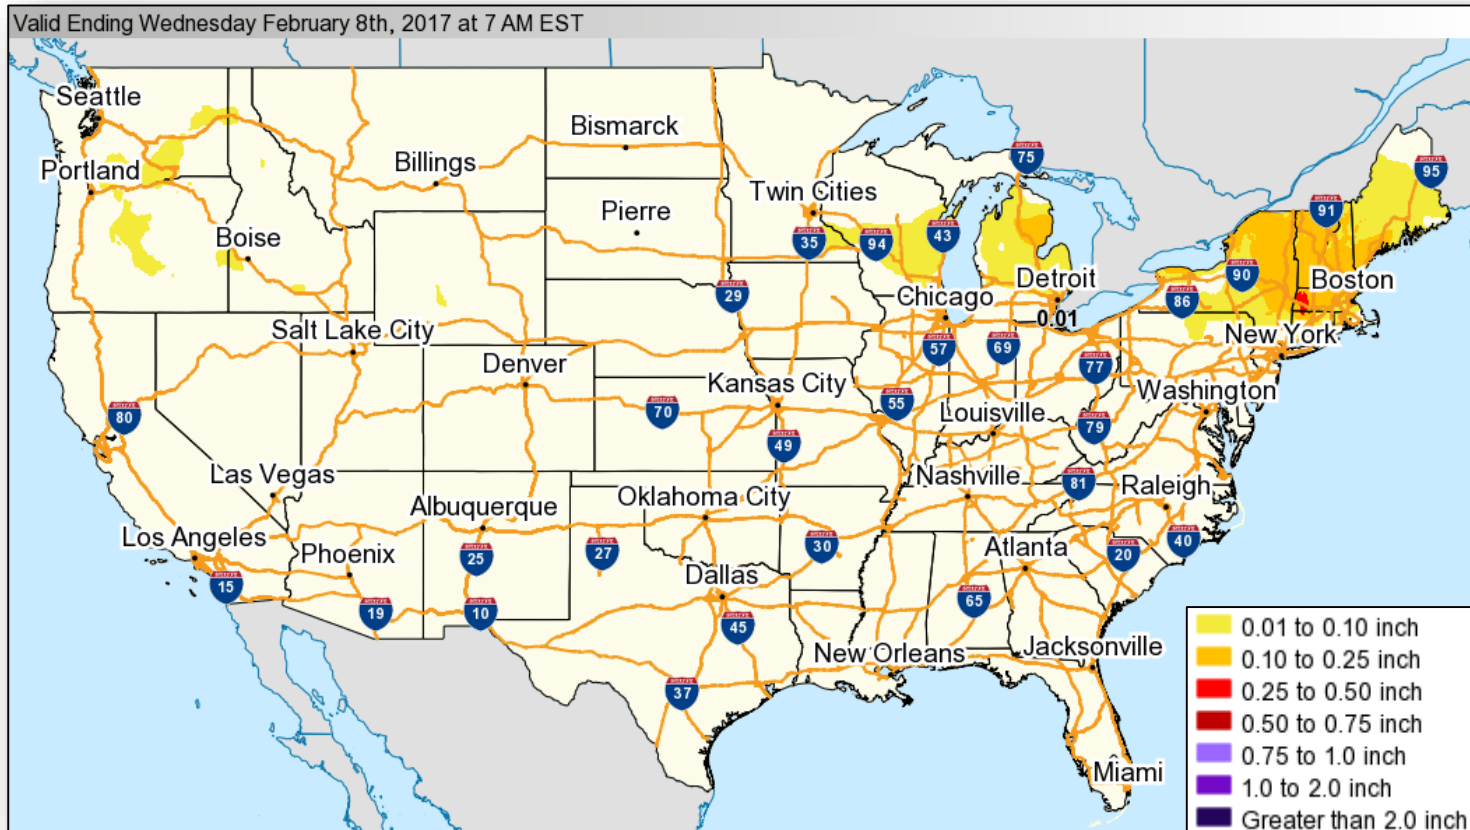 Valid Ending Wednesday February 8th, 2017 at 7 AM EST
Seattle
Portland
Boise
Billings
Bismarck
Pierre
Twin Cities
75
95
91
35
94
43
90
29
86
Detroit
Boston
Chicago
0.01
New York
Salt Lake City
Denver
57
69
77
Kansas City
Washington
80
70
55
Louisville
79
49
Las Vegas
Nashville
81
Raleigh
Albuquerque
Oklahoma City
Los Angeles
Phoenix
25
27
30
Atlanta
20
40
15
19
10
Dallas
45
65
New Orleans
Jacksonville
37
Miami
0.01 to 0.10 inch
0.10 to 0.25 inch
0.25 to 0.50 inch
0.50 to 0.75 inch
0.75 to 1.0 inch
1.0 to 2.0 inch
Greater than 2.0 inch